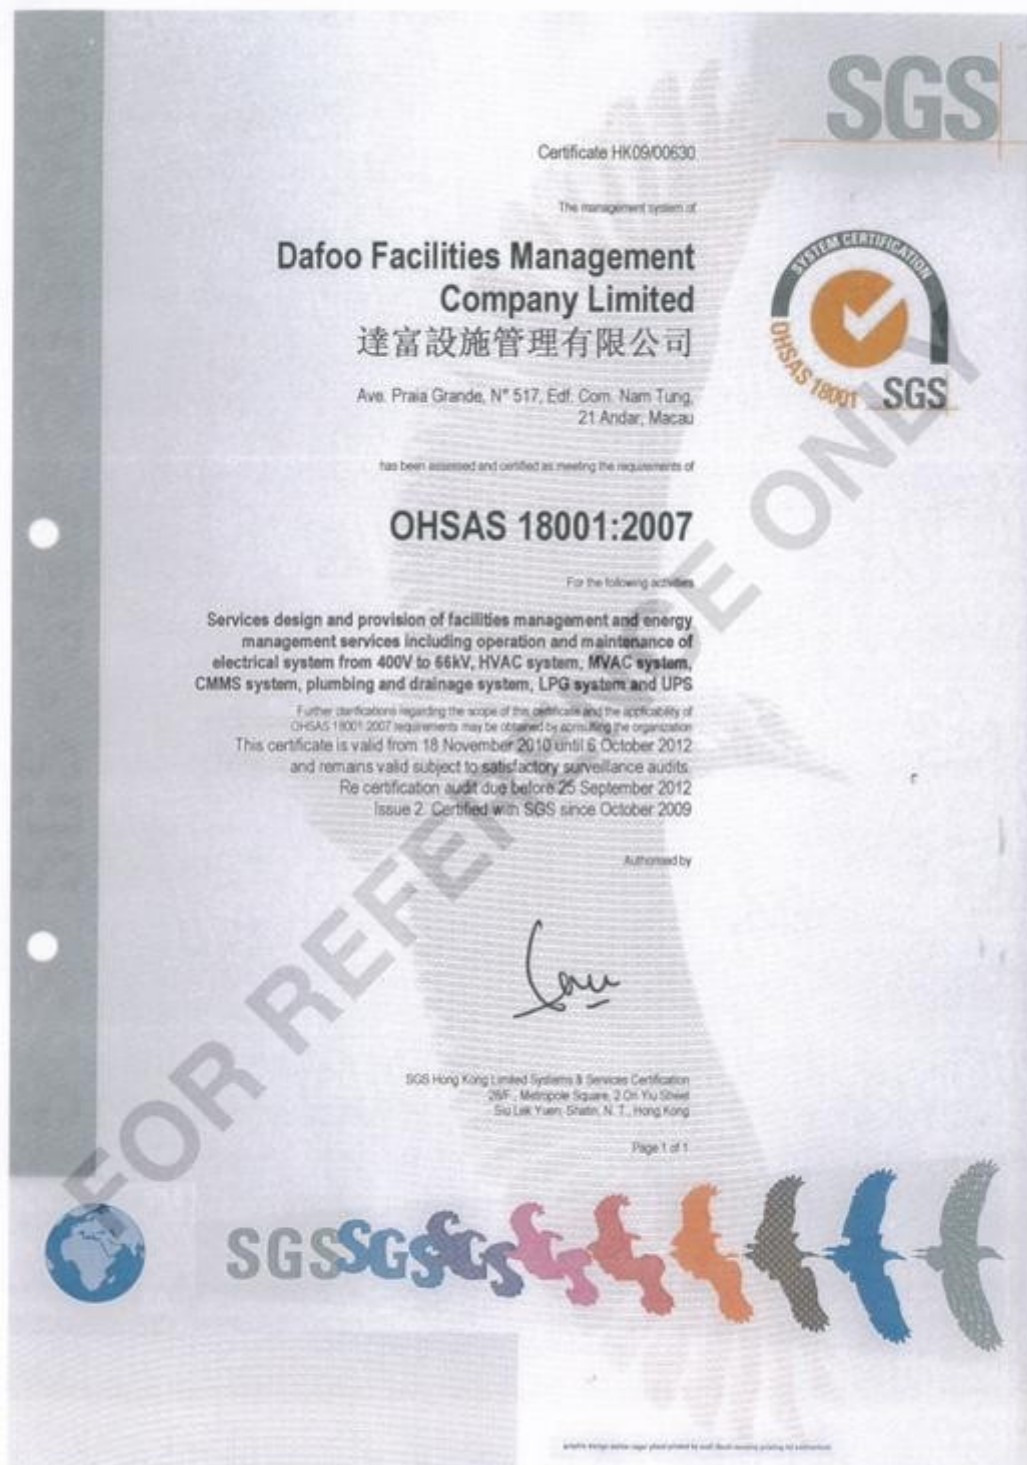 SGS
Certificate HK09/00630
The management system of
Dafoo Facilities Management
Company Limited
達富設施管理有限公司
Ave. Praia Grande, N° 517, Edf. Com. Nam Tung,
21 Andar, Macau
SYSTEM CERTIFICATION
OHSAS 18001
SGS
has been assessed and certified as meeting the requirements of
OHSAS 18001:2007
For the following activities
Services design and provision of facilities management and energy
management services including operation and maintenance of
electrical system from 400V to 66kV, HVAC system, MVAC system,
CMMS system, plumbing and drainage system, LPG system and UPS
Further clarifications regarding the scope of this certificate and the applicability of
OHSAS 18001:2007 requirements may be obtained by consulting the organization
This certificate is valid from 18 November 2010 until 6 October 2012
and remains valid subject to satisfactory surveillance audits.
Re certification audit due before 25 September 2012
Issue 2. Certified with SGS since October 2009
Authorised by
SGS Hong Kong Limited Systems & Services Certification
28/F., Metropole Square, 2 On Yiu Street
Siu Lek Yuen, Shatin, N. T., Hong Kong
Page 1 of 1
FOR REFERENCE ONLY
SGSSGSSGS